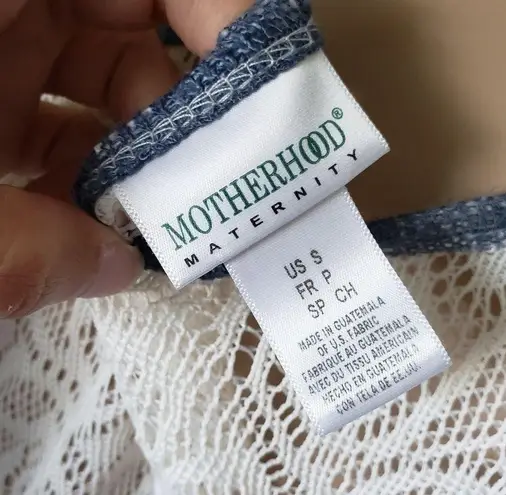 MOTHERHOOD®
MATERNITY
US S
FR P
SP CH
MADE IN GUATEMALA
OF U.S. FABRIC
FABRIQUE AU GUATEMALA
AVEC DU TISSU AMERICAIN
HECHO EN GUATEMALA
CON TELA DE EE.UU.